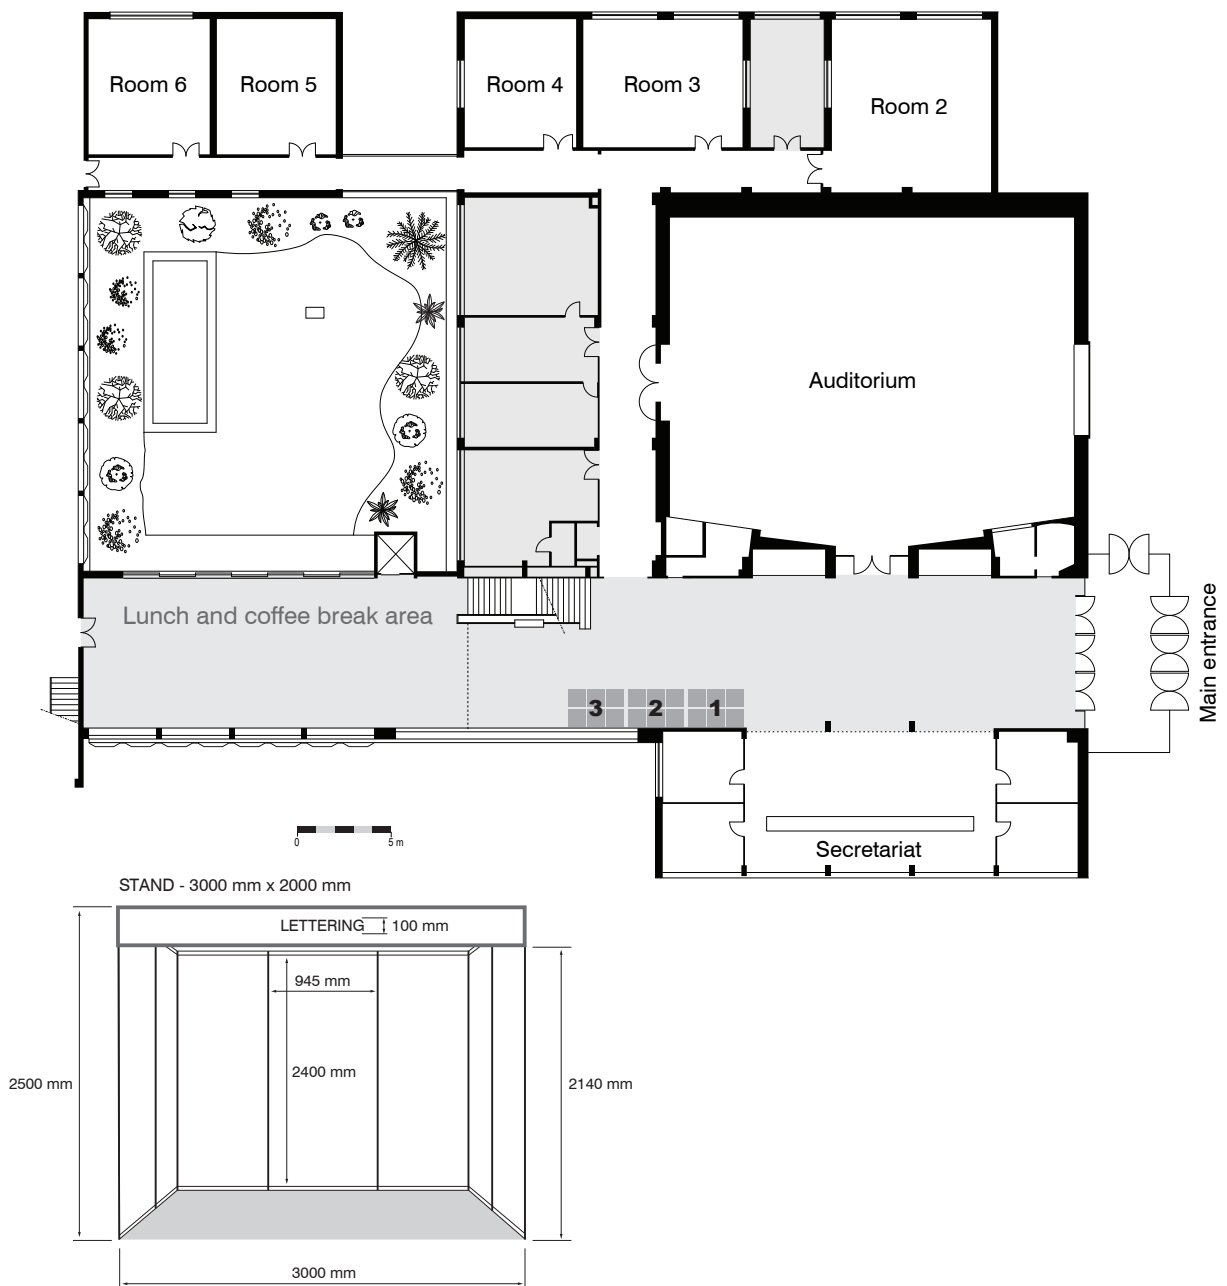 Room 6
Room 5
Room 4
Room 3
Room 2
Auditorium
Lunch and coffee break area
Main entrance
3
2
1
0
5 m
Secretariat
STAND - 3000 mm x 2000 mm
LETTERING
100 mm
945 mm
2400 mm
2500 mm
2140 mm
3000 mm